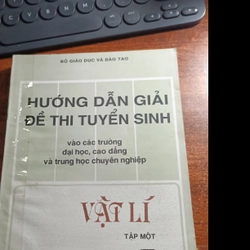 BỘ GIÁO DỤC VÀ ĐÀO TẠO
HƯỚNG DẪN GIẢI
ĐỀ THI TUYỂN SINH
vào các trường
đại học, cao đẳng
và trung học chuyên nghiệp
VẬT LÍ
TẬP MỘT